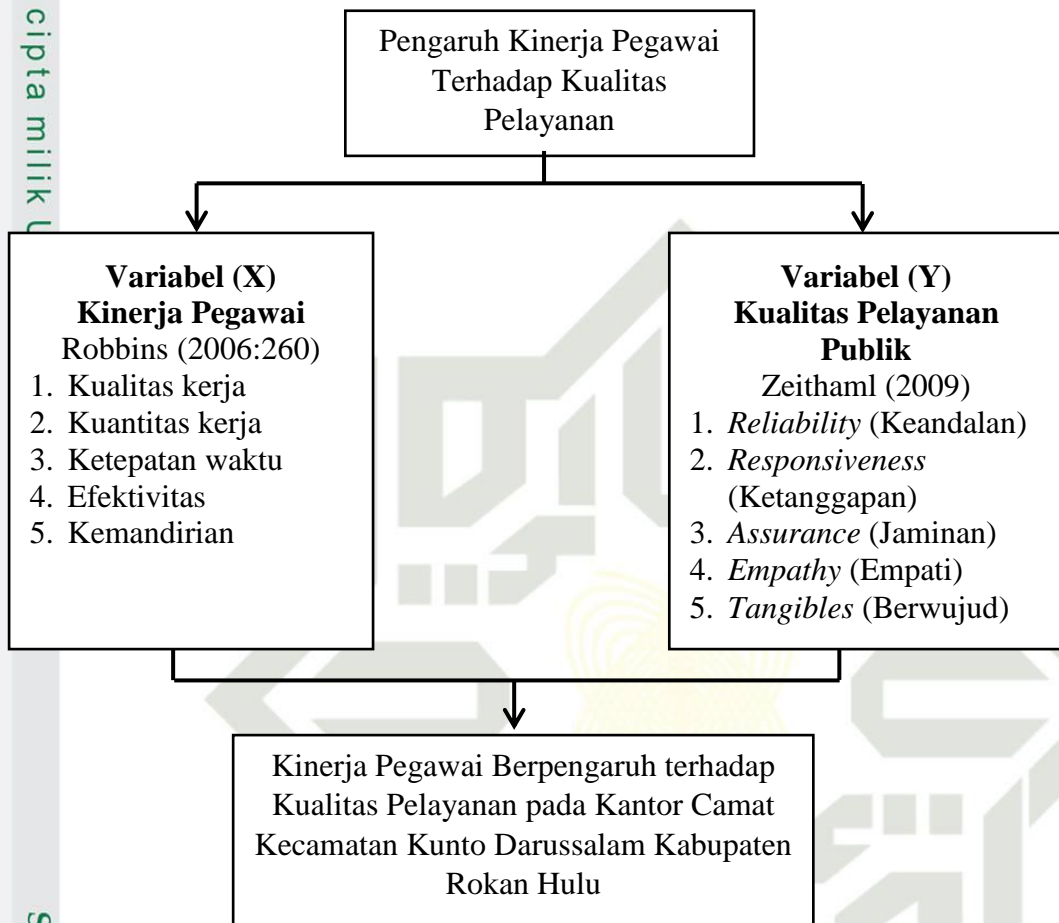 cipta milik U
Pengaruh Kinerja Pegawai
Terhadap Kualitas
Pelayanan
Variabel (X)
Kinerja Pegawai
Robbins (2006:260)
1. Kualitas kerja
2. Kuantitas kerja
3. Ketepatan waktu
4. Efektivitas
5. Kemandirian
Variabel (Y)
Kualitas Pelayanan
Publik
Zeithaml (2009)
1. Reliability (Keandalan)
2. Responsiveness
(Ketanggapan)
3. Assurance (Jaminan)
4. Empathy (Empati)
5. Tangibles (Berwujud)
Kinerja Pegawai Berpengaruh terhadap
Kualitas Pelayanan pada Kantor Camat
Kecamatan Kunto Darussalam Kabupaten
Rokan Hulu